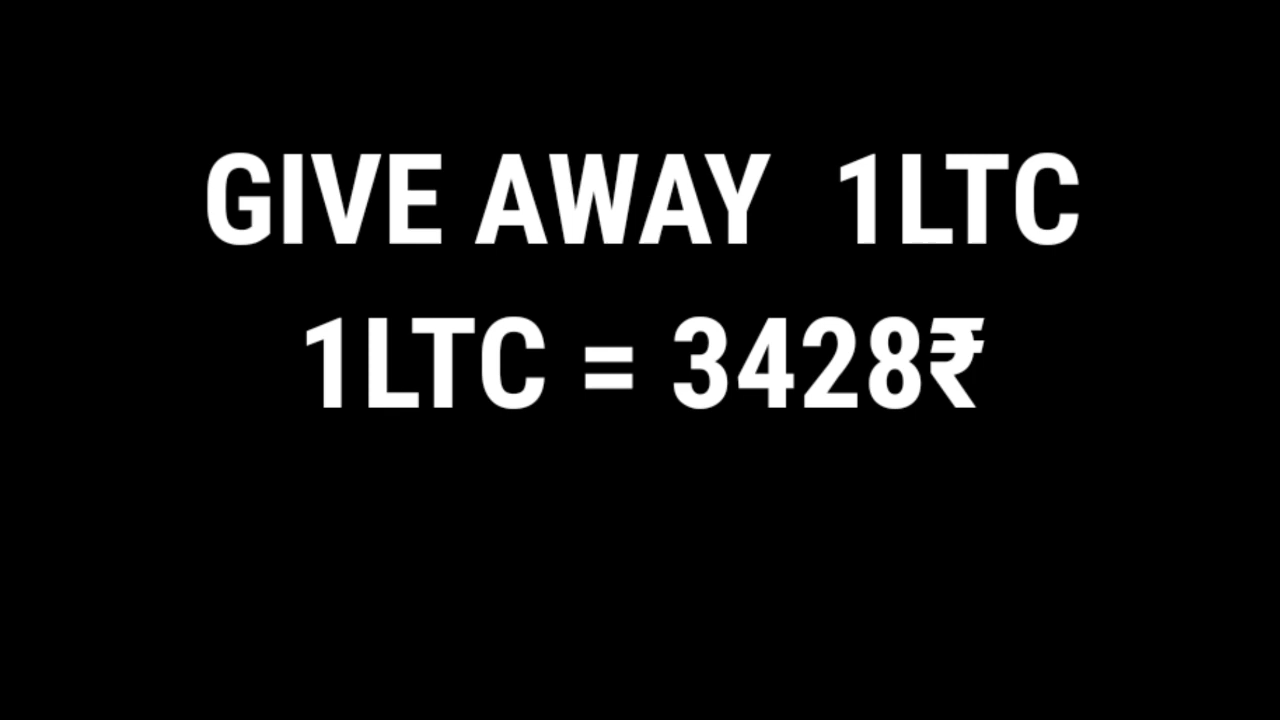 GIVE AWAY  1LTC
1LTC = 3428₹